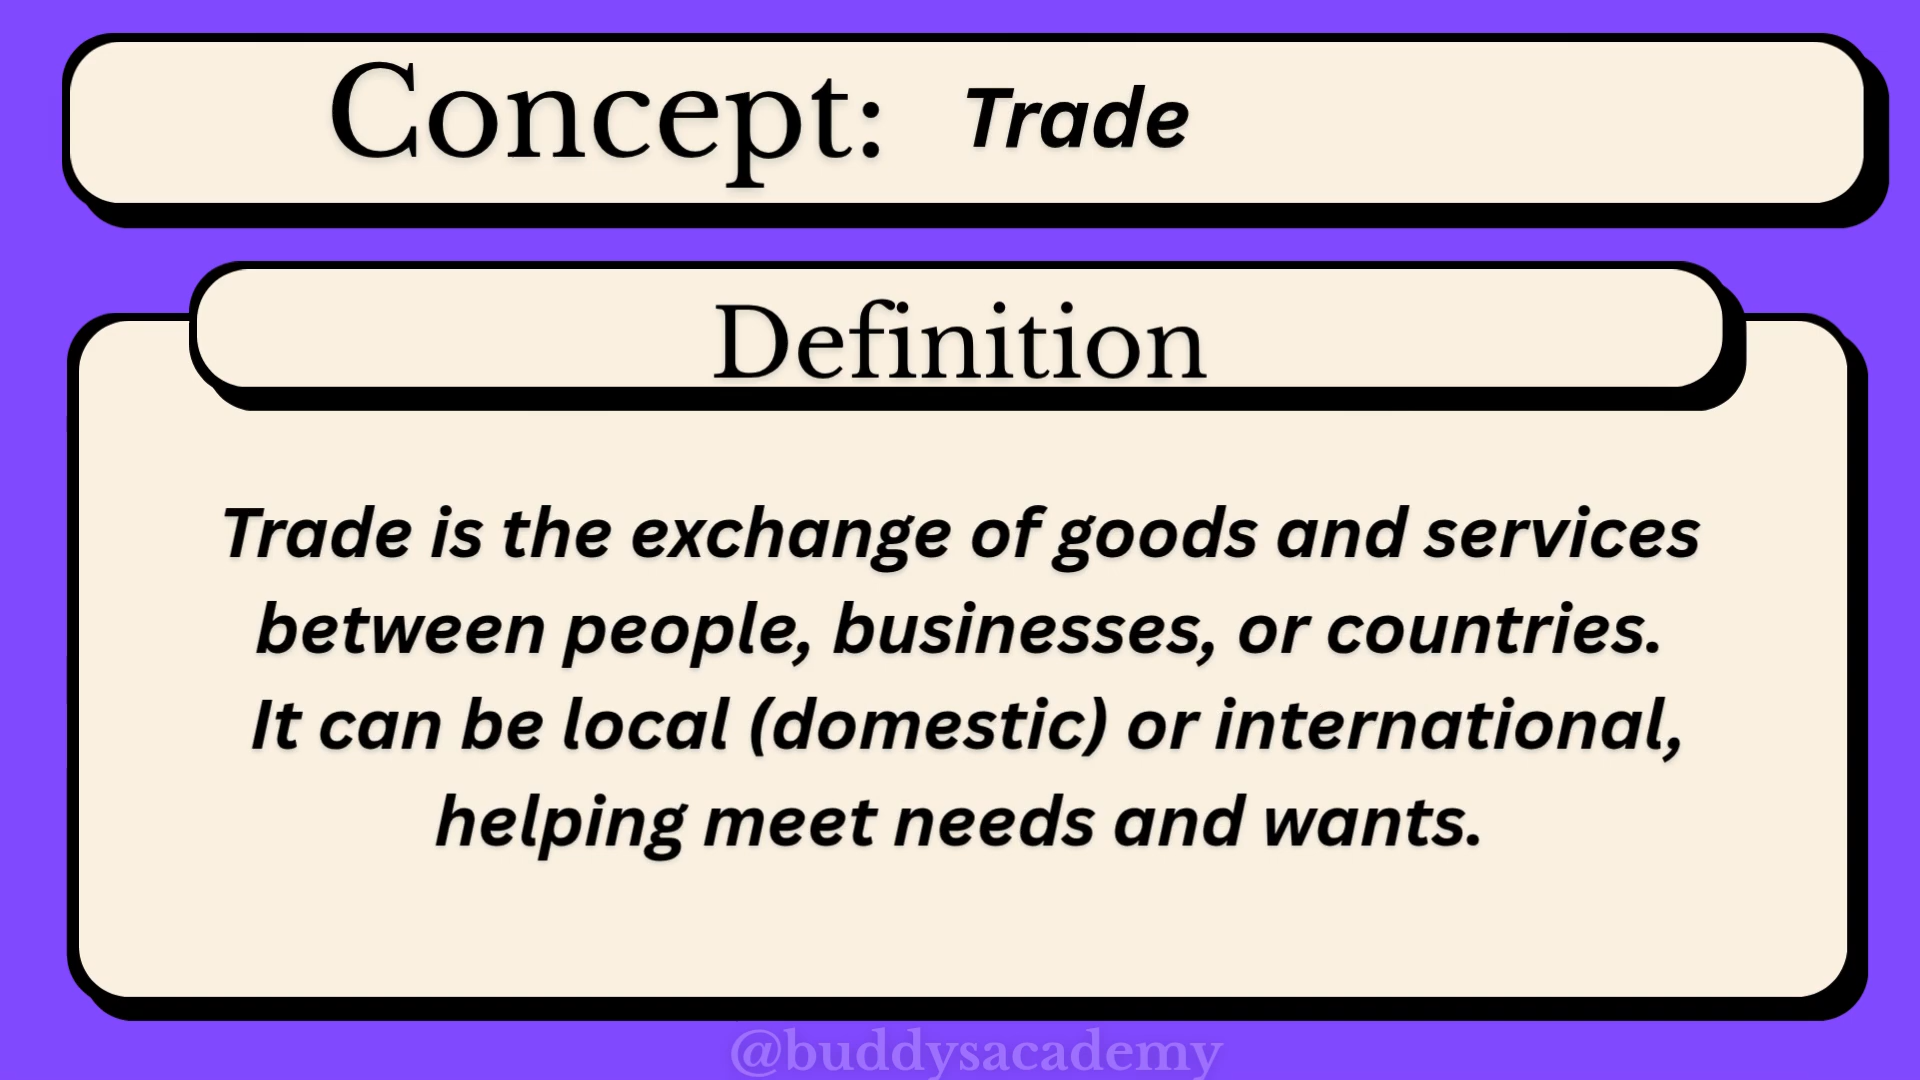 Concept: Trade
Definition
Trade is the exchange of goods and services
between people, businesses, or countries.
It can be local (domestic) or international,
helping meet needs and wants.
@buddysacademy